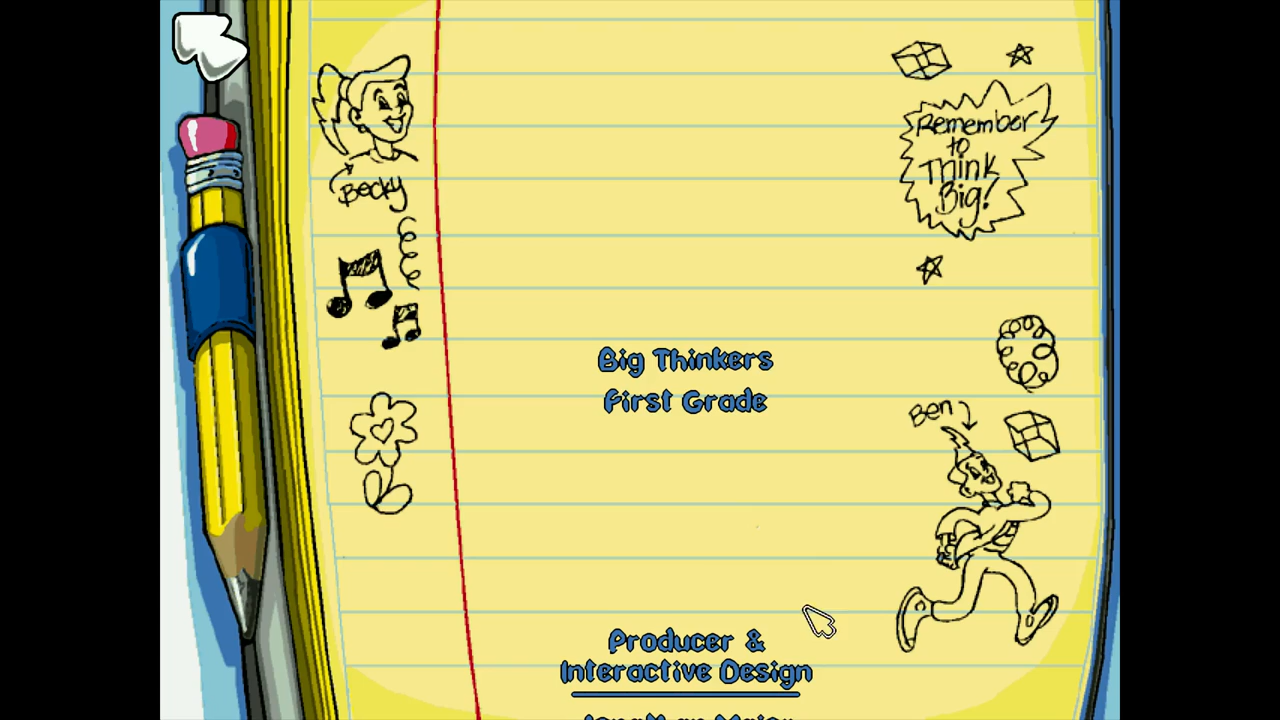 Becky
Remember
to
Think
Big!
Big Thinkers
First Grade
Ben
Producer &
Interactive Design